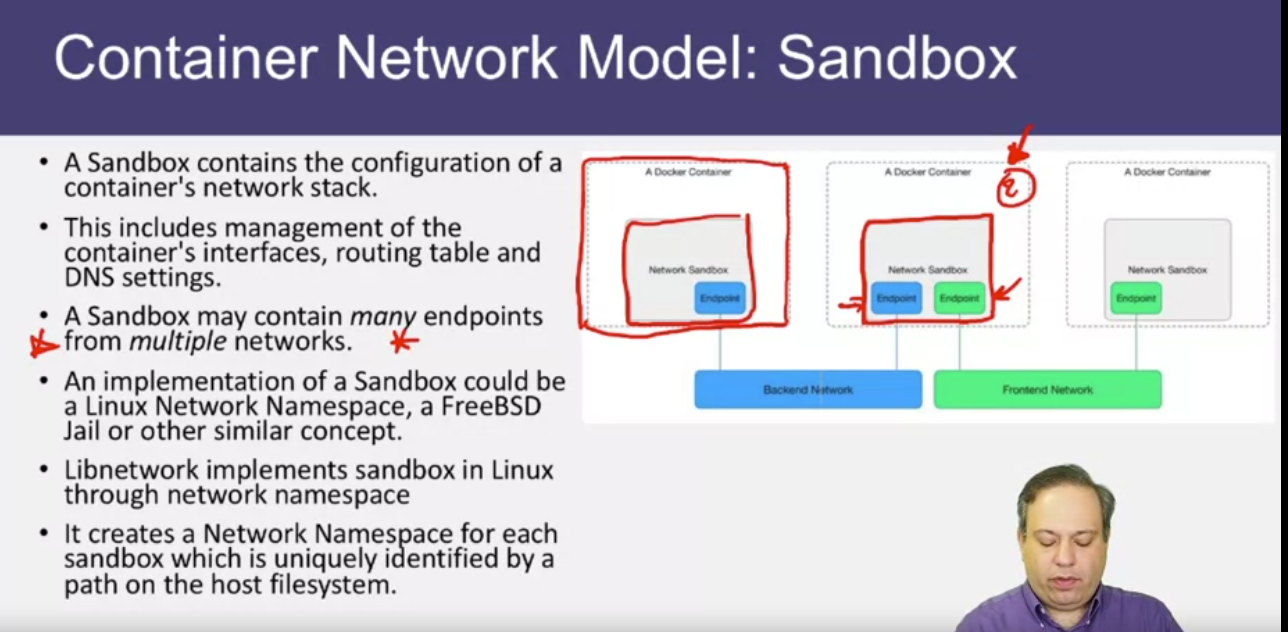 Container Network Model: Sandbox
• A Sandbox contains the configuration of a
container's network stack.
• This includes management of the
container's interfaces, routing table and
DNS settings.
• A Sandbox may contain many endpoints
from multiple networks.
• An implementation of a Sandbox could be
a Linux Network Namespace, a FreeBSD
Jail or other similar concept.
• Libnetwork implements sandbox in Linux
through network namespace
• It creates a Network Namespace for each
sandbox which is uniquely identified by a
path on the host filesystem.
A Docker Container
Network Sandbox
Endpoint
A Docker Container
Network Sandbox
Endpoint Endpoint
A Docker Container
Network Sandbox
Endpoint
Backend Network
Frontend Network